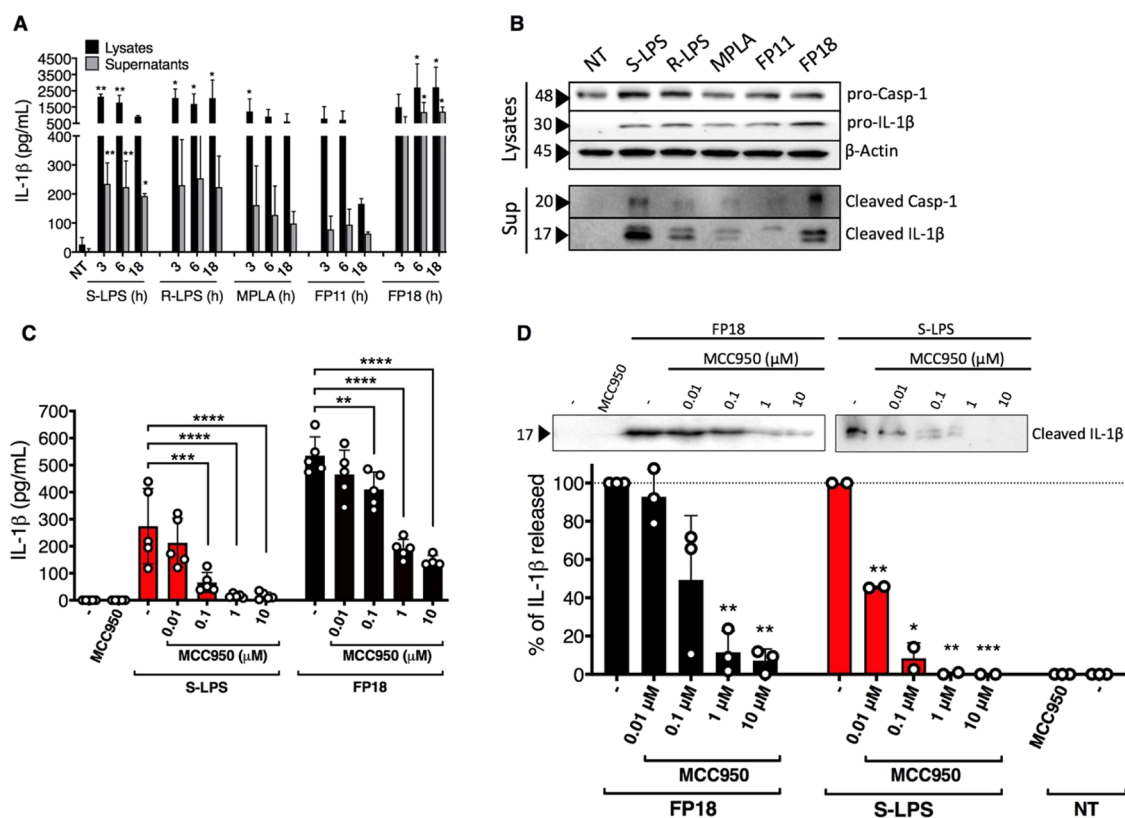 A
Lysates
Supernatants
IL-1β (pg/mL)
4500
3500
2500
1500
500
400
300
200
100
0
NT 3 6 18 3 6 18 3 6 18 3 6 18 3 6 18
S-LPS (h) R-LPS (h) MPLA (h) FP11 (h) FP18 (h)
** ** ** ** * * * * * * * * *
B
NT S-LPS R-LPS MPLA FP11 FP18
Lysates
48 pro-Casp-1
30 pro-IL-1β
45 β-Actin
Sup
20 Cleaved Casp-1
17 Cleaved IL-1β
C
IL-1β (pg/mL)
700
600
500
400
300
200
100
0
****
****
***
****
****
**
- MCC950 - 0.01 0.1 1 10 - 0.01 0.1 1 10
MCC950 (μM) MCC950 (μM)
S-LPS FP18
D
FP18 S-LPS
MCC950 (μM) MCC950 (μM)
- MCC950 - 0.01 0.1 1 10 - 0.01 0.1 1 10
17 Cleaved IL-1β
% of IL-1β released
100
80
60
40
20
0
** ** ** * ** ***
- 0.01 μM 0.1 μM 1 μM 10 μM - 0.01 μM 0.1 μM 1 μM 10 μM MCC950 -
MCC950 MCC950
FP18 S-LPS NT